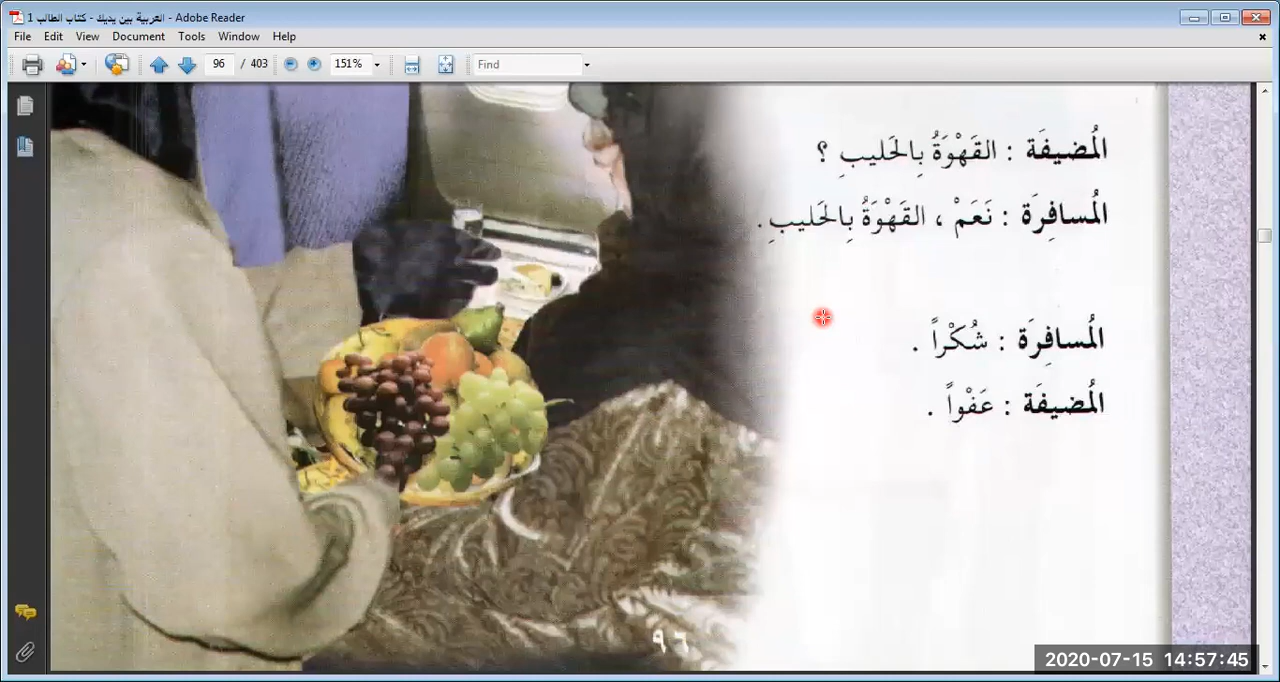 العربية بين يديك - كتاب الطالب 1 - Adobe Reader
File Edit View Document Tools Window Help
96 / 403 151% Find
المُضيفَة : القَهْوَةُ بِالحَليبِ ؟
المُسافِرَة : نَعَمْ ، القَهْوَةُ بِالحَليبِ .
المُسافِرَة : شُكْراً .
المُضيفَة : عَفْواً .
٩٦
2020-07-15 14:57:45